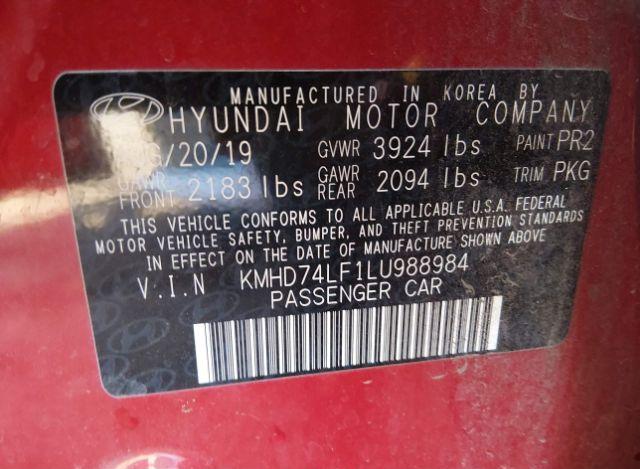 MANUFACTURED IN KOREA BY
HYUNDAI MOTOR COMPANY
/20/19 GVWR 3924 lbs PAINT PR2
GAWR FRONT 2183 lbs GAWR REAR 2094 lbs TRIM PKG
THIS VEHICLE CONFORMS TO ALL APPLICABLE U.S.A. FEDERAL
MOTOR VEHICLE SAFETY, BUMPER, AND THEFT PREVENTION STANDARDS
IN EFFECT ON THE DATE OF MANUFACTURE SHOWN ABOVE
V.I.N KMHD74LF1LU988984
PASSENGER CAR